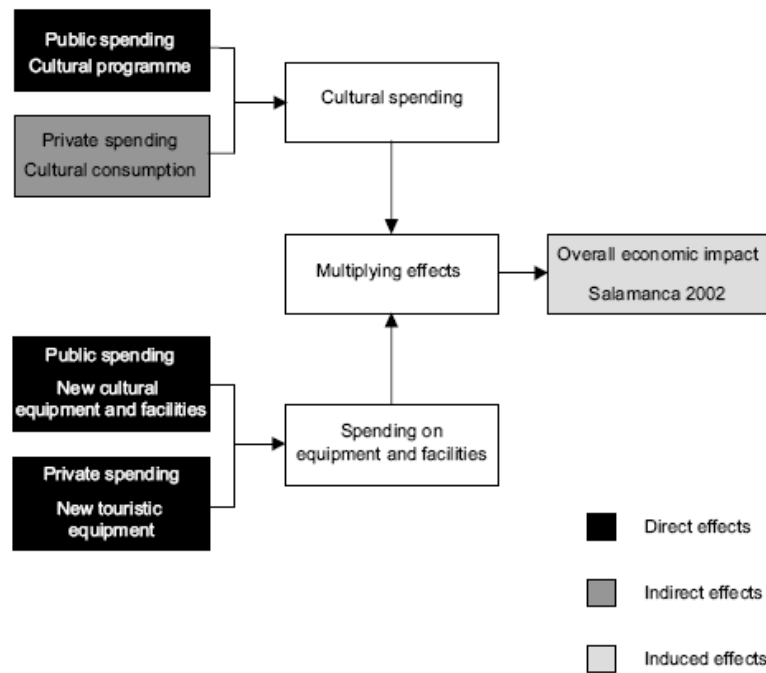 Public spending
Cultural programme
Cultural spending
Private spending
Cultural consumption
Multiplying effects
Overall economic impact
Salamanca 2002
Public spending
New cultural
equipment and facilities
Spending on
equipment and facilities
Private spending
New touristic
equipment
Direct effects
Indirect effects
Induced effects